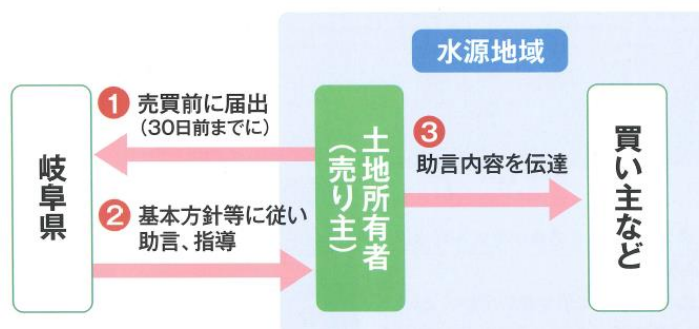 水源地域
岐阜県
1 売買前に届出
（30日前までに）
2 基本方針等に従い
助言、指導
土地所有者
（売り主）
3
助言内容を伝達
買い主など